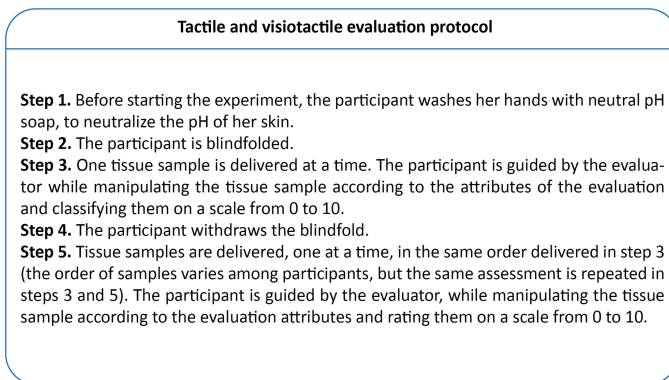 Tactile and visiotactile evaluation protocol
Step 1. Before starting the experiment, the participant washes her hands with neutral pH
soap, to neutralize the pH of her skin.
Step 2. The participant is blindfolded.
Step 3. One tissue sample is delivered at a time. The participant is guided by the evalua-
tor while manipulating the tissue sample according to the attributes of the evaluation
and classifying them on a scale from 0 to 10.
Step 4. The participant withdraws the blindfold.
Step 5. Tissue samples are delivered, one at a time, in the same order delivered in step 3
(the order of samples varies among participants, but the same assessment is repeated in
steps 3 and 5). The participant is guided by the evaluator, while manipulating the tissue
sample according to the evaluation attributes and rating them on a scale from 0 to 10.